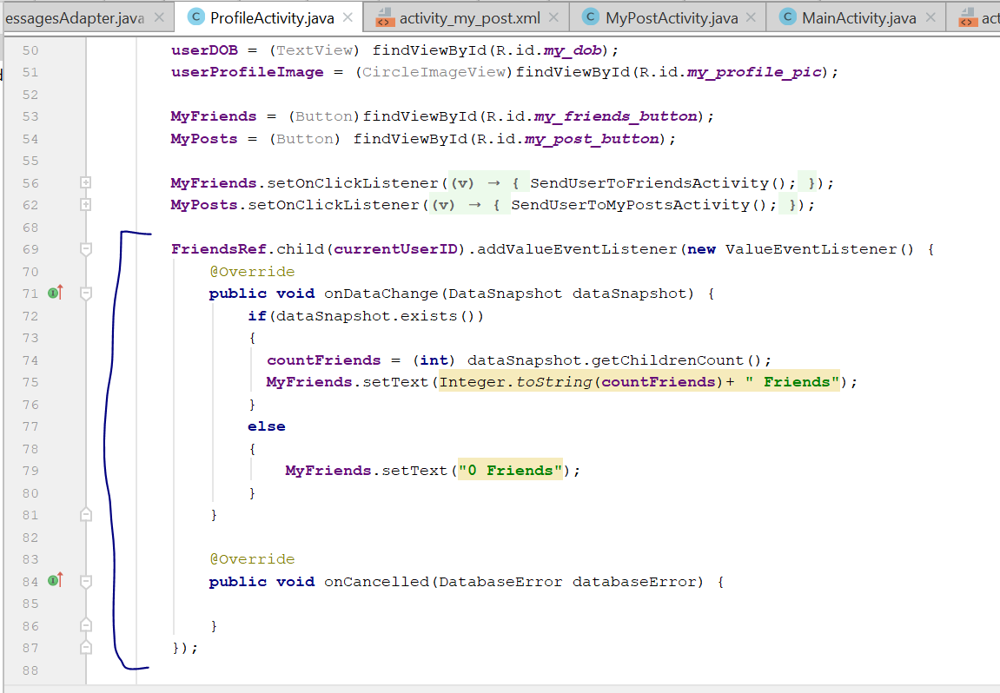 essagesAdapter.java ProfileActivity.java activity_my_post.xml MyPostActivity.java MainActivity.java act
50 userDOB = (TextView) findViewById(R.id.my_dob);
51 userProfileImage = (CircleImageView)findViewById(R.id.my_profile_pic);
52
53 MyFriends = (Button)findViewById(R.id.my_friends_button);
54 MyPosts = (Button) findViewById(R.id.my_post_button);
55
56 MyFriends.setOnClickListener((v) → { SendUserToFriendsActivity(); });
62 MyPosts.setOnClickListener((v) → { SendUserToMyPostsActivity(); });
68
69 FriendsRef.child(currentUserID).addValueEventListener(new ValueEventListener() {
70 @Override
71 public void onDataChange(DataSnapshot dataSnapshot) {
72 if(dataSnapshot.exists())
73 {
74 countFriends = (int) dataSnapshot.getChildrenCount();
75 MyFriends.setText(Integer.toString(countFriends)+ " Friends");
76 }
77 else
78 {
79 MyFriends.setText("0 Friends");
80 }
81 }
82
83 @Override
84 public void onCancelled(DatabaseError databaseError) {
85
86 }
87 });
88